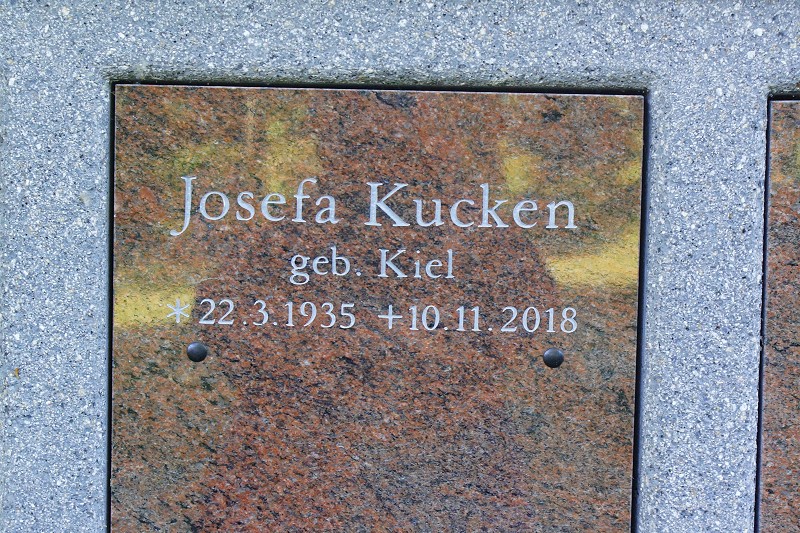 Josefa Kucken
geb. Kiel
*22.3.1935 +10.11.2018